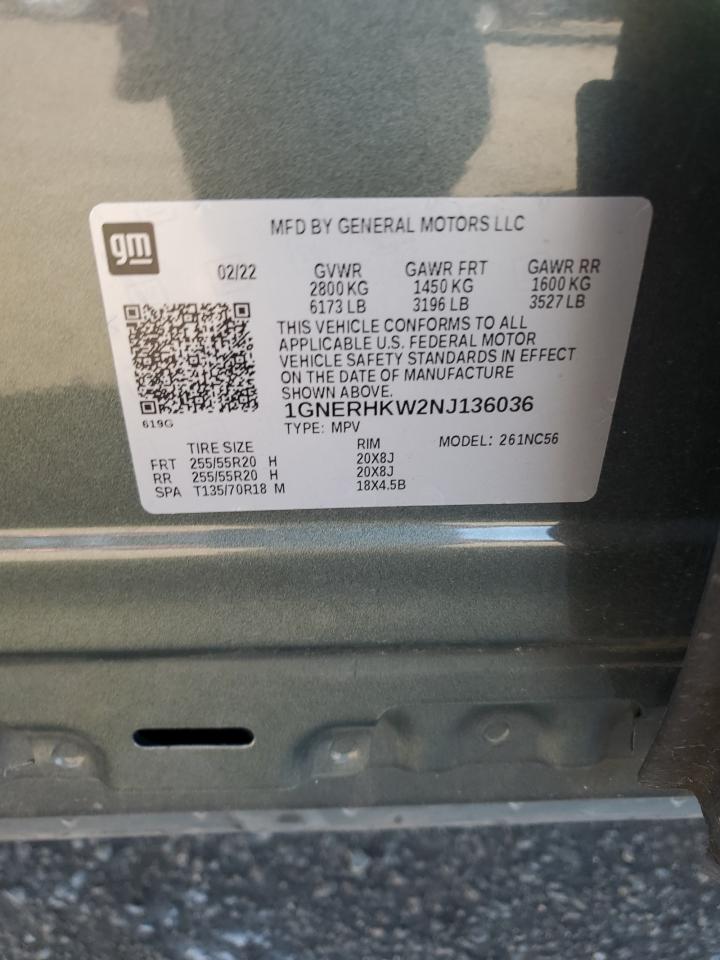 gm
MFD BY GENERAL MOTORS LLC
02/22 GVWR GAWR FRT GAWR RR
2800 KG 1450 KG 1600 KG
6173 LB 3196 LB 3527 LB
THIS VEHICLE CONFORMS TO ALL
APPLICABLE U.S. FEDERAL MOTOR
VEHICLE SAFETY STANDARDS IN EFFECT
ON THE DATE OF MANUFACTURE
SHOWN ABOVE.
1GNERHKW2NJ136036
619G
TYPE: MPV
TIRE SIZE RIM MODEL: 261NC56
FRT 255/55R20 H 20X8J
RR 255/55R20 H 20X8J
SPA T135/70R18 M 18X4.5B